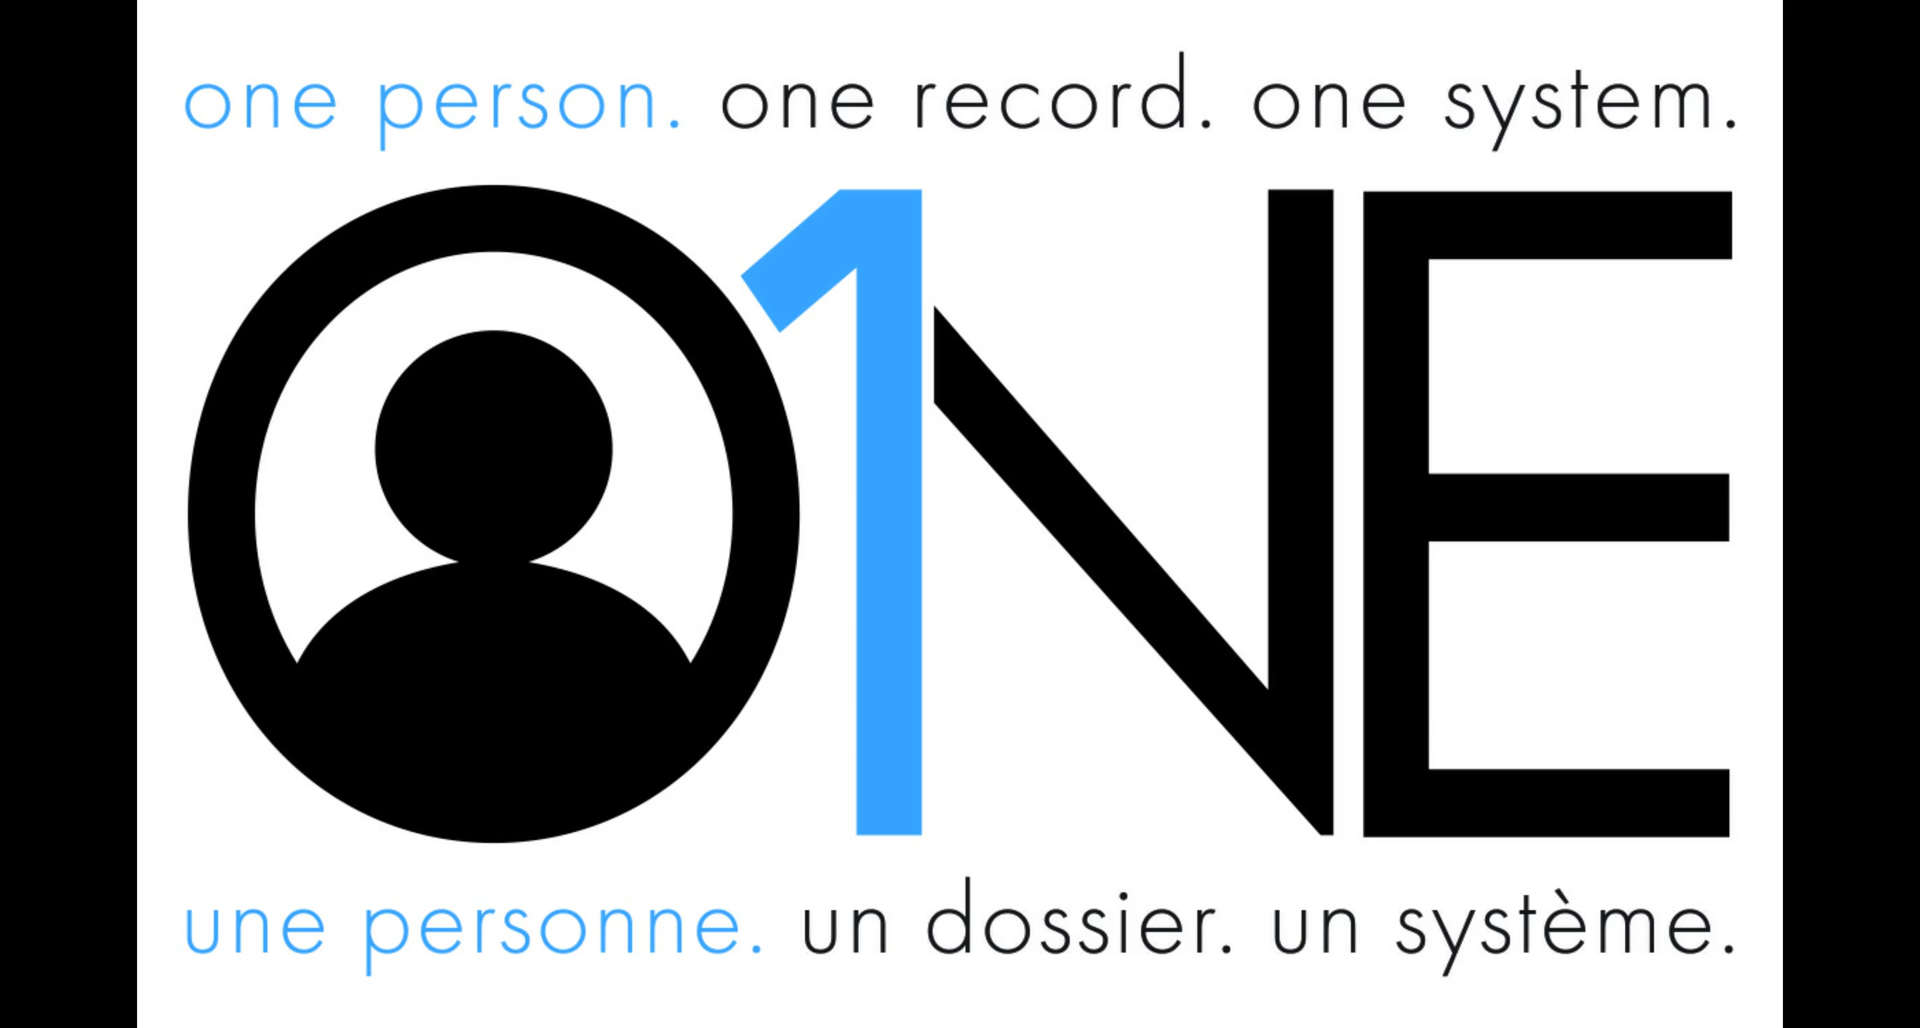 one person. one record. one system.
O1NE
une personne. un dossier. un système.